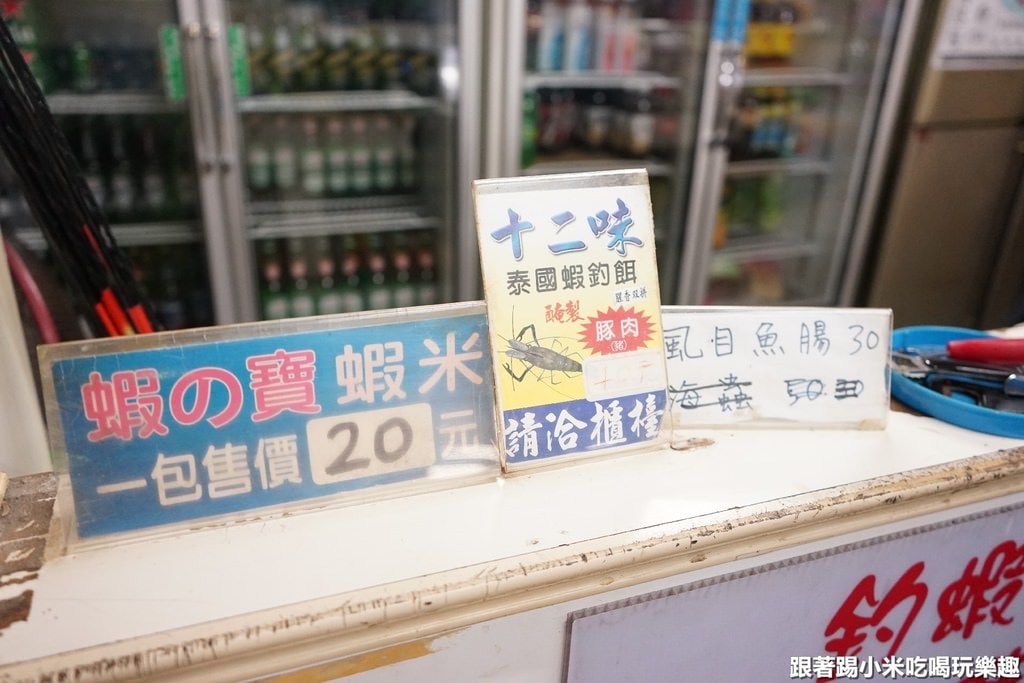 蝦の寶 蝦米
一包售價 20 元
十二味
泰國蝦釣餌
醃製
豚肉
(豬)
請洽櫃檯
虱目魚腸 30
海蟲 50
釣蝦
跟著踢小米吃喝玩樂趣